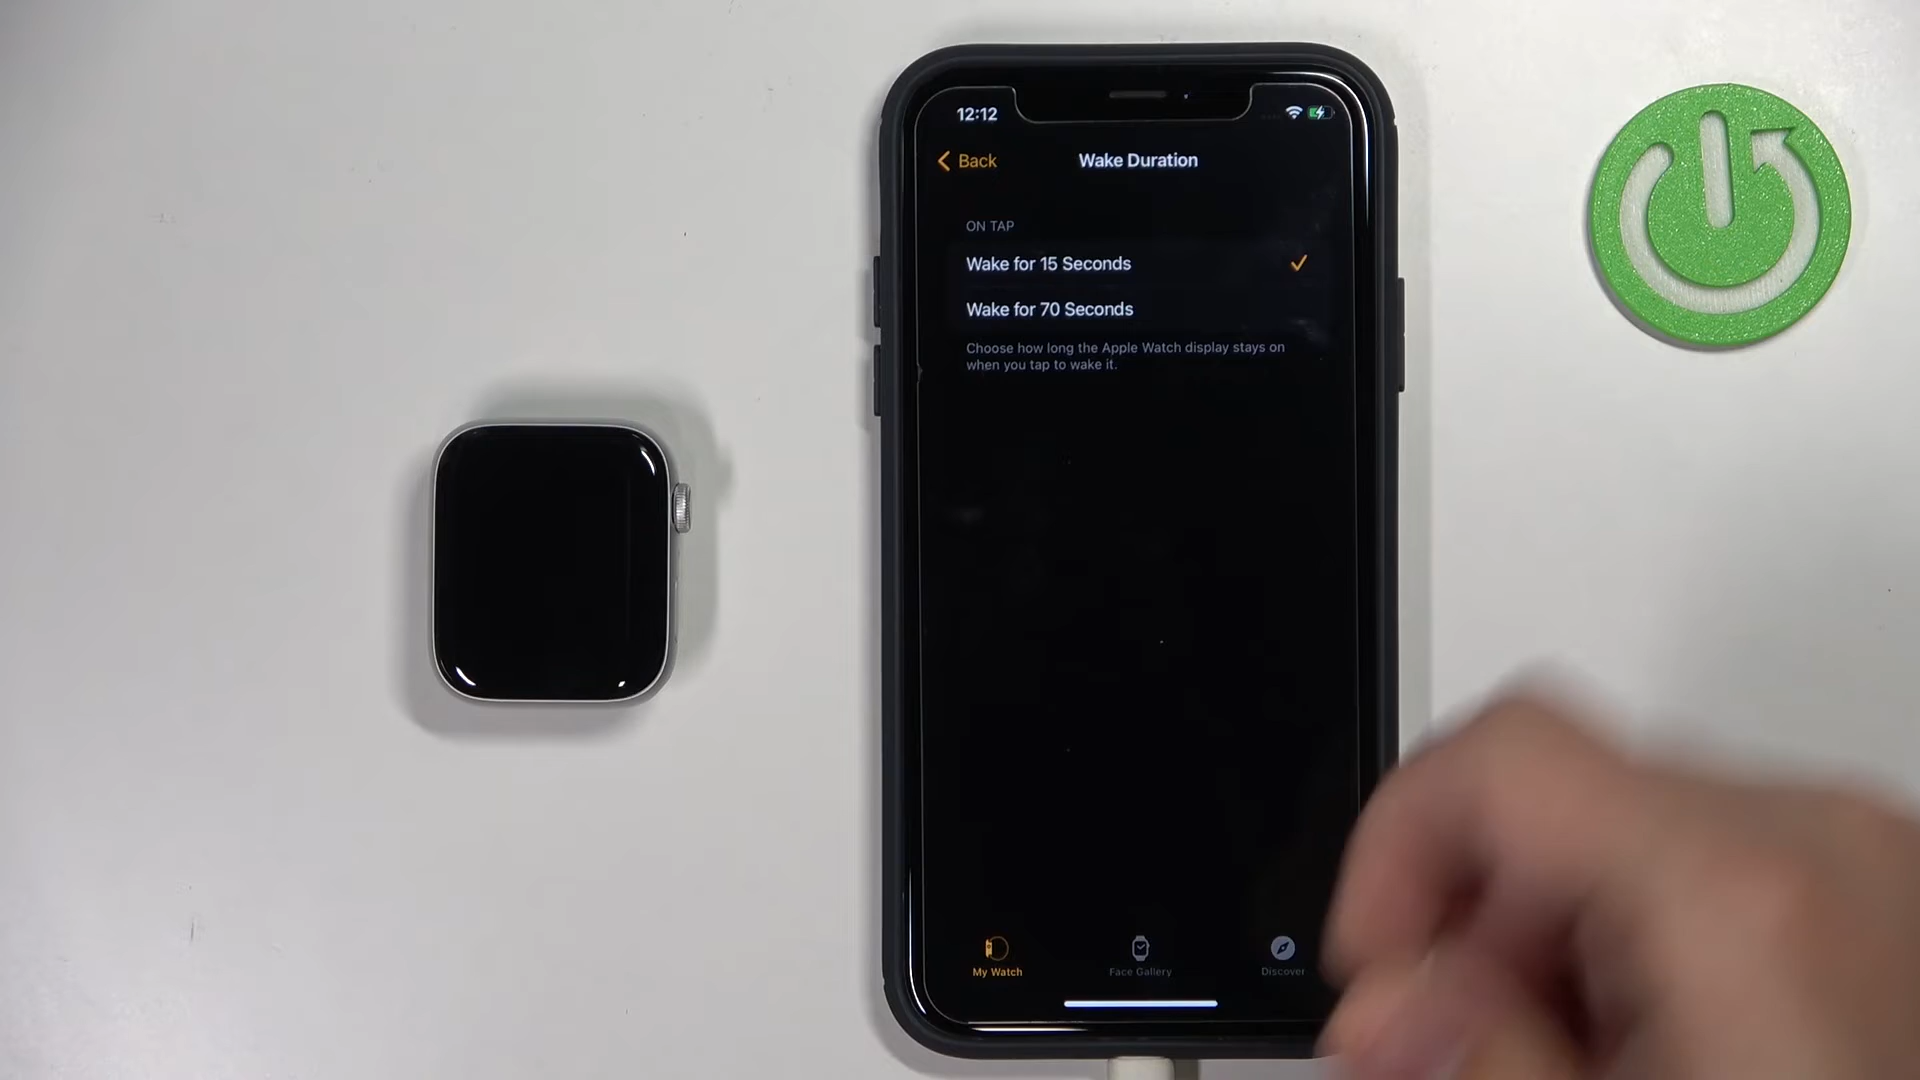 12:12
Back
Wake Duration
ON TAP
Wake for 15 Seconds
Wake for 70 Seconds
Choose how long the Apple Watch display stays on
when you tap to wake it.
My Watch
Face Gallery
Discover